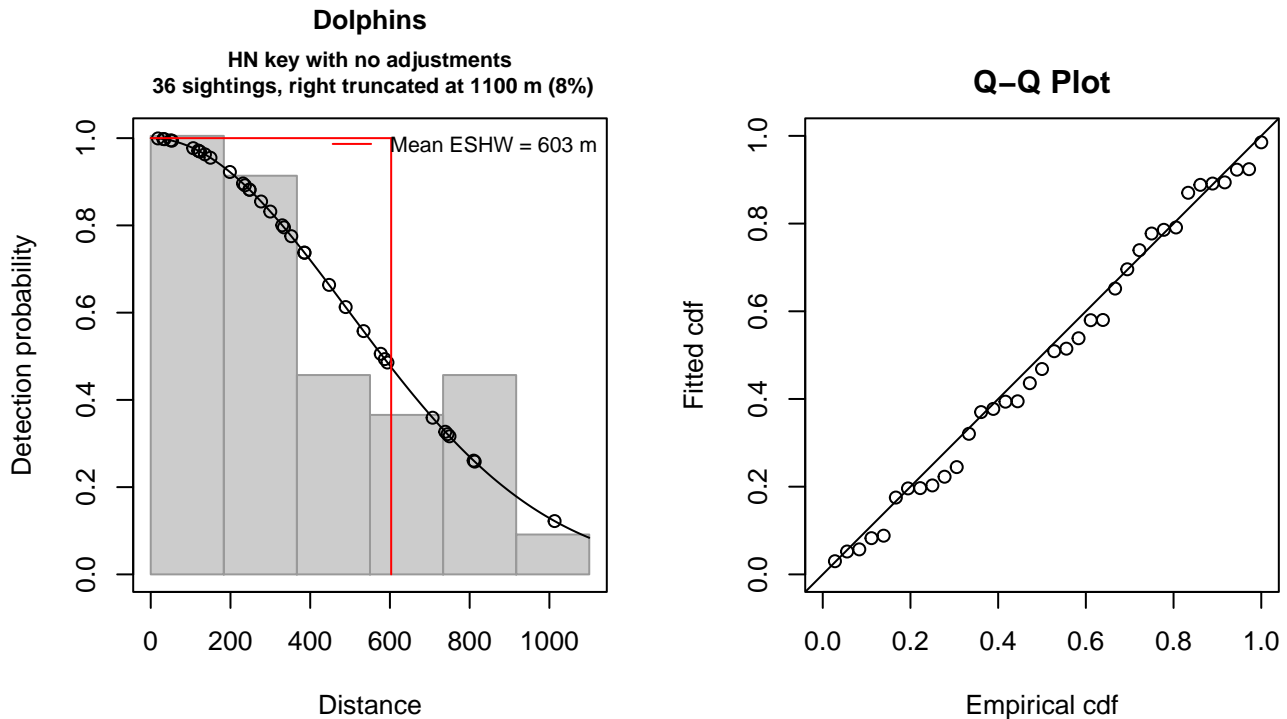 Dolphins
HN key with no adjustments
36 sightings, right truncated at 1100 m (8%)
Mean ESHW = 603 m
Detection probability
0.0 0.2 0.4 0.6 0.8 1.0
0 200 400 600 800 1000
Distance
Q−Q Plot
Fitted cdf
0.0 0.2 0.4 0.6 0.8 1.0
0.0 0.2 0.4 0.6 0.8 1.0
Empirical cdf